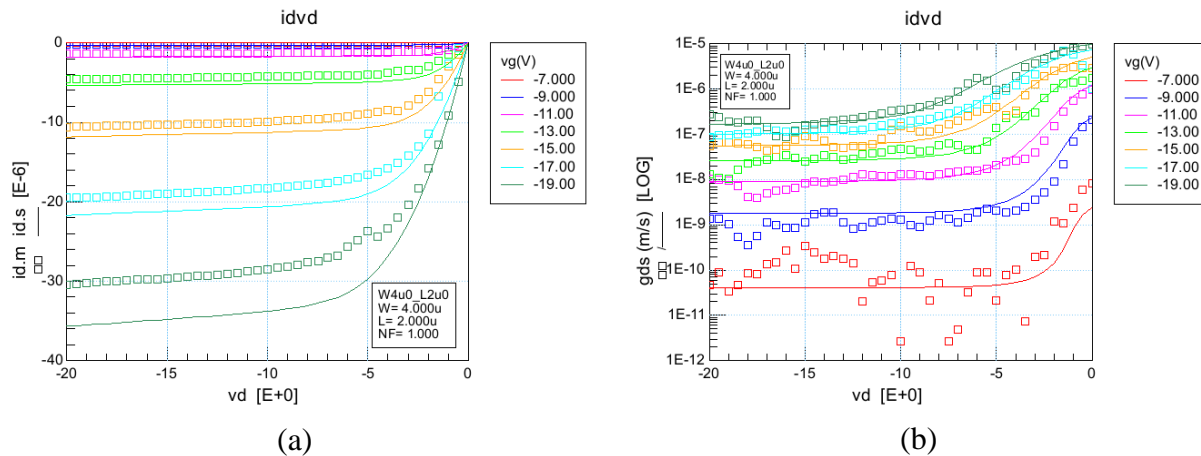 idvd
id.m id.s [E-6]
0
-10
-20
-30
-40
-20
-15
-10
-5
0
vd [E+0]
W4u0_L2u0
W= 4.000u
L= 2.000u
NF= 1.000
vg(V)
-7.000
-9.000
-11.00
-13.00
-15.00
-17.00
-19.00
(a)
idvd
gds (m/s) [LOG]
1E-5
1E-6
1E-7
1E-8
1E-9
1E-10
1E-11
1E-12
-20
-15
-10
-5
0
vd [E+0]
W4u0_L2u0
W= 4.000u
L= 2.000u
NF= 1.000
vg(V)
-7.000
-9.000
-11.00
-13.00
-15.00
-17.00
-19.00
(b)